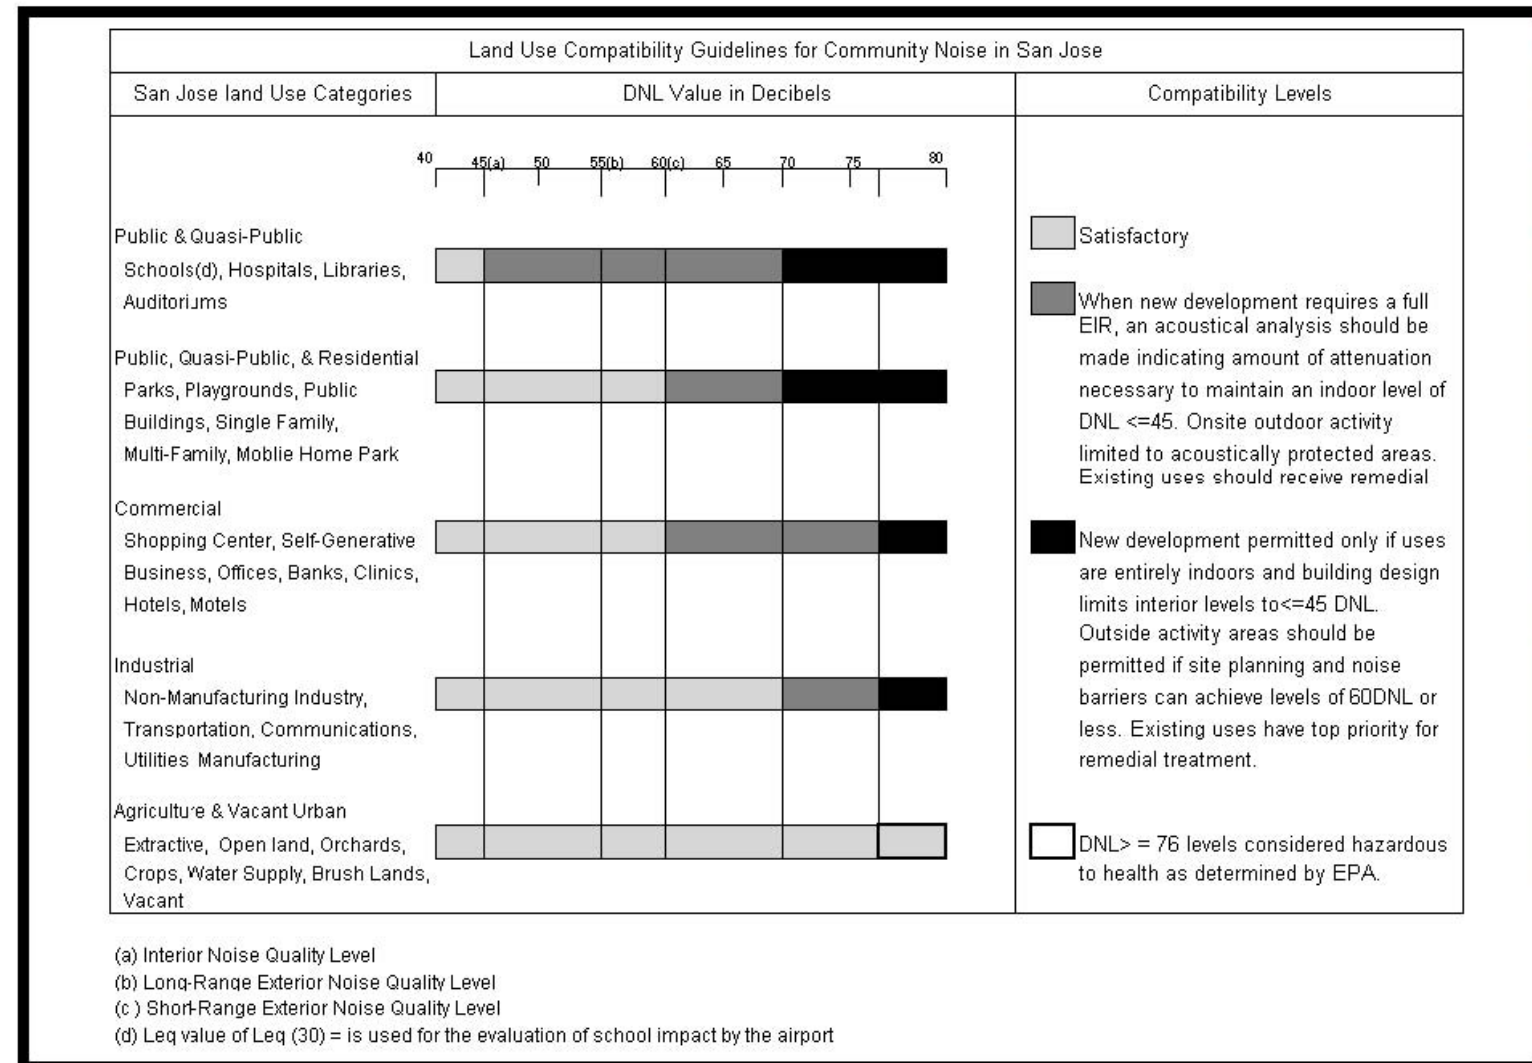 Land Use Compatibility Guidelines for Community Noise in San Jose
San Jose land Use Categories
DNL Value in Decibels
Compatibility Levels
40 45(a) 50 55(b) 60(c) 65 70 75 80
Public & Quasi-Public
Schools(d), Hospitals, Libraries,
Auditoriums
Public, Quasi-Public, & Residential
Parks, Playgrounds, Public
Buildings, Single Family,
Multi-Family, Moblie Home Park
Commercial
Shopping Center, Self-Generative
Business, Offices, Banks, Clinics,
Hotels, Motels
Industrial
Non-Manufacturing Industry,
Transportation, Communications,
Utilities Manufacturing
Agriculture & Vacant Urban
Extractive, Open land, Orchards,
Crops, Water Supply, Brush Lands,
Vacant
Satisfactory
When new development requires a full
EIR, an acoustical analysis should be
made indicating amount of attenuation
necessary to maintain an indoor level of
DNL <=45. Onsite outdoor activity
limited to acoustically protected areas.
Existing uses should receive remedial
New development permitted only if uses
are entirely indoors and building design
limits interior levels to<=45 DNL.
Outside activity areas should be
permitted if site planning and noise
barriers can achieve levels of 60DNL or
less. Existing uses have top priority for
remedial treatment.
DNL> = 76 levels considered hazardous
to health as determined by EPA.
(a) Interior Noise Quality Level
(b) Long-Range Exterior Noise Quality Level
(c ) Short-Range Exterior Noise Quality Level
(d) Leq value of Leq (30) = is used for the evaluation of school impact by the airport